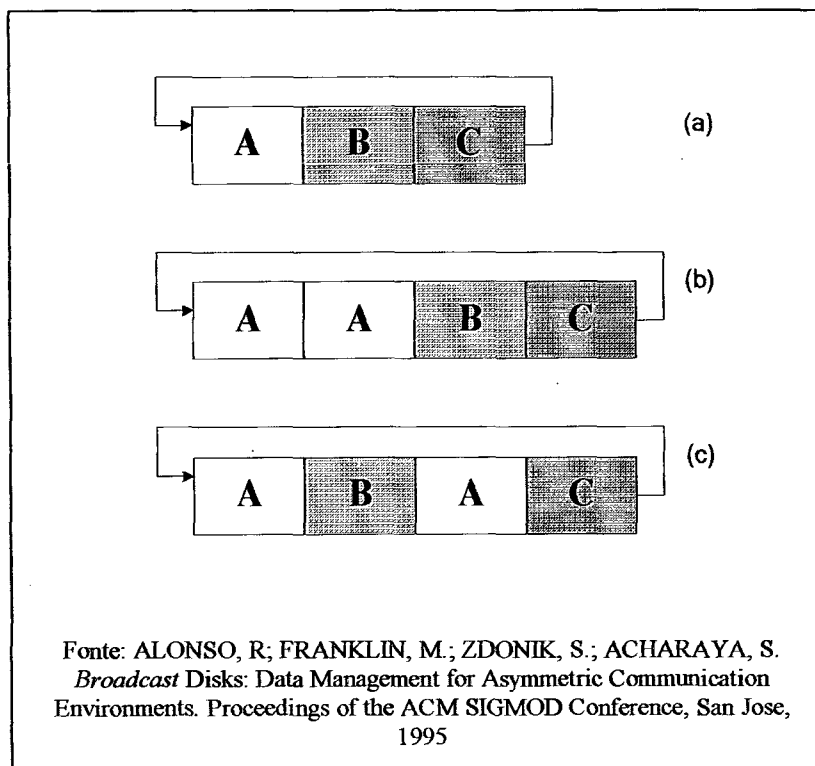 A B C (a)
A A B C (b)
A B A C (c)
Fonte: ALONSO, R; FRANKLIN, M.; ZDONIK, S.; ACHARAYA, S.
Broadcast Disks: Data Management for Asymmetric Communication
Environments. Proceedings of the ACM SIGMOD Conference, San Jose,
1995